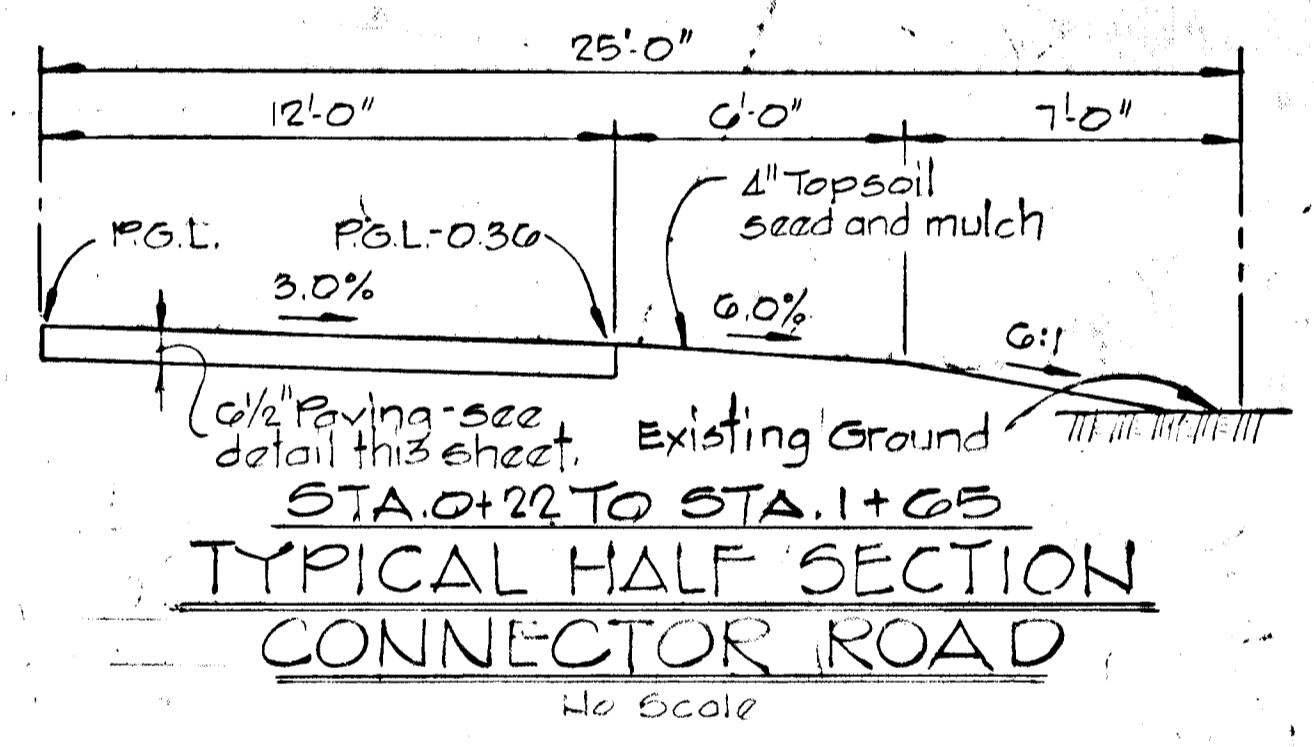 25'-0"
12'-0"
6'-0"
7'-0"
4" Topsoil
seed and mulch
P.G.L.
P.G.L.-0.36
3.0%
6.0%
6:1
6 1/2" Paving - see
detail this sheet.
Existing Ground
STA. 0+22 TO STA. 1+65
TYPICAL HALF SECTION
CONNECTOR ROAD
No Scale